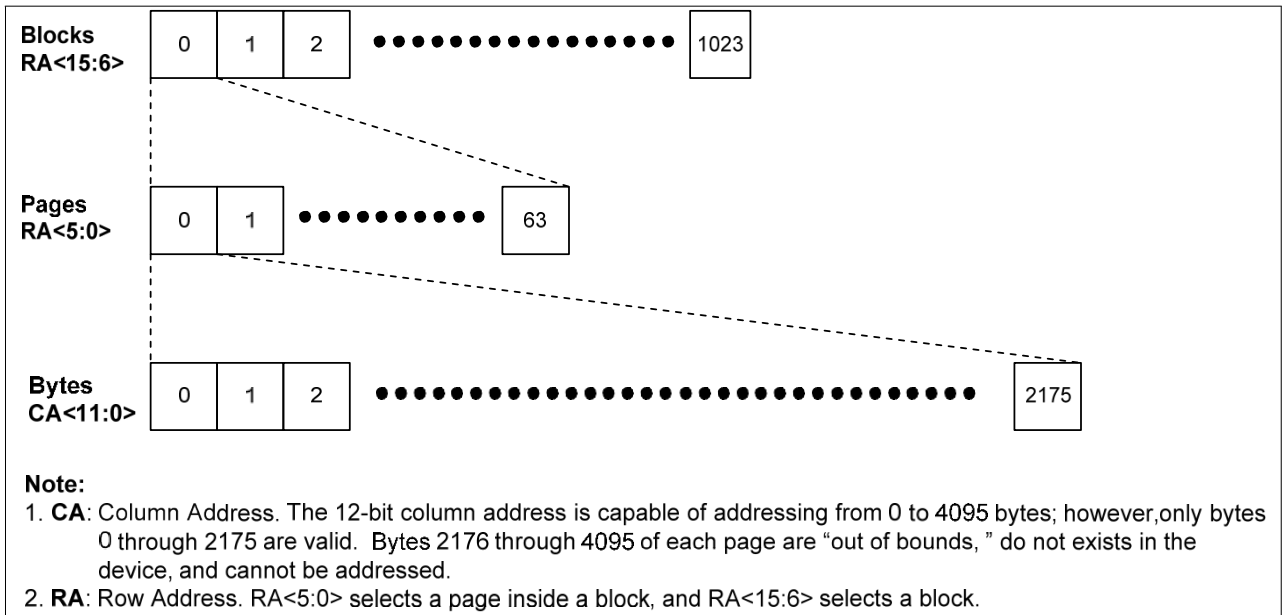 Blocks
RA<15:6>
0 1 2 1023
Pages
RA<5:0>
0 1 63
Bytes
CA<11:0>
0 1 2 2175
Note:
1. CA: Column Address. The 12-bit column address is capable of addressing from 0 to 4095 bytes; however,only bytes
0 through 2175 are valid. Bytes 2176 through 4095 of each page are “out of bounds, ” do not exists in the
device, and cannot be addressed.
2. RA: Row Address. RA<5:0> selects a page inside a block, and RA<15:6> selects a block.